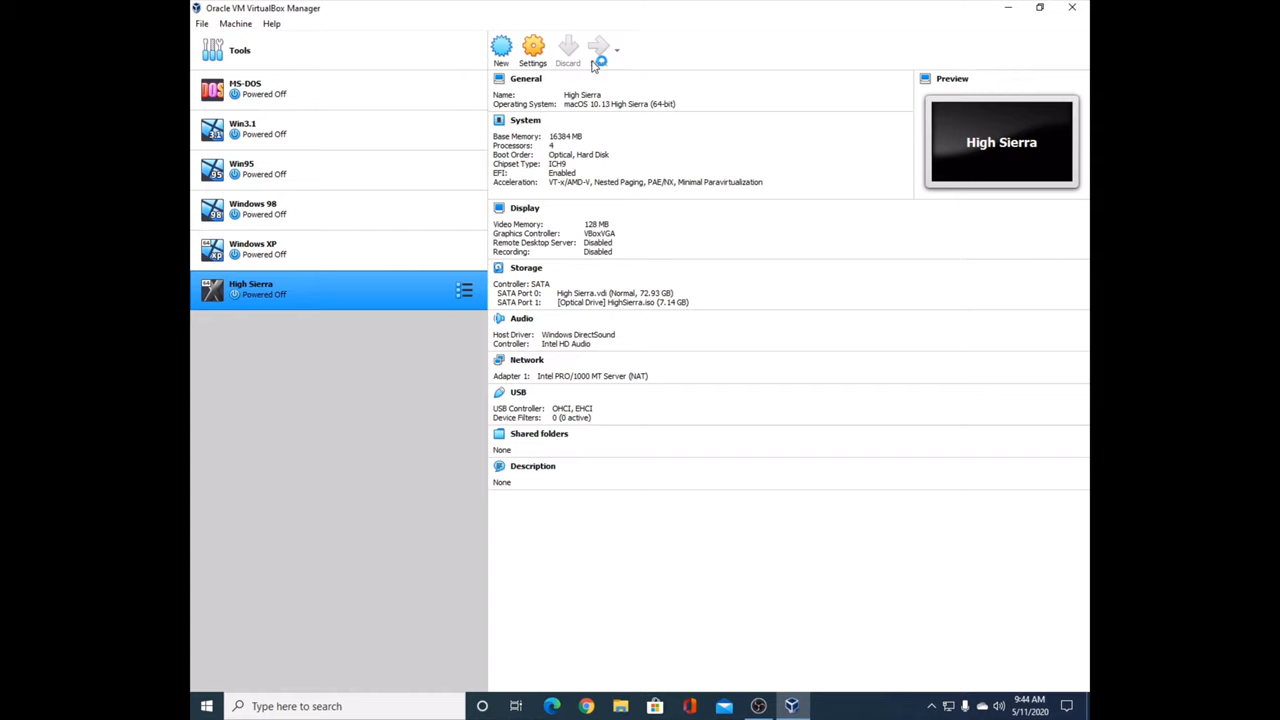 Oracle VM VirtualBox Manager
File Machine Help
Tools
MS-DOS
Powered Off
Win3.1
Powered Off
Win95
Powered Off
Windows 98
Powered Off
Windows XP
Powered Off
High Sierra
Powered Off
New Settings Discard
General
Name: High Sierra
Operating System: macOS 10.13 High Sierra (64-bit)
System
Base Memory: 16384 MB
Processors: 4
Boot Order: Optical, Hard Disk
Chipset Type: ICH9
EFI: Enabled
Acceleration: VT-x/AMD-V, Nested Paging, PAE/NX, Minimal Paravirtualization
Preview
High Sierra
Display
Video Memory: 128 MB
Graphics Controller: VBoxVGA
Remote Desktop Server: Disabled
Recording: Disabled
Storage
Controller: SATA
SATA Port 0: High Sierra.vdi (Normal, 72.93 GB)
SATA Port 1: [Optical Drive] HighSierra.iso (7.14 GB)
Audio
Host Driver: Windows DirectSound
Controller: Intel HD Audio
Network
Adapter 1: Intel PRO/1000 MT Server (NAT)
USB
USB Controller: OHCI, EHCI
Device Filters: 0 (0 active)
Shared folders
None
Description
None
Type here to search
9:44 AM
5/11/2020